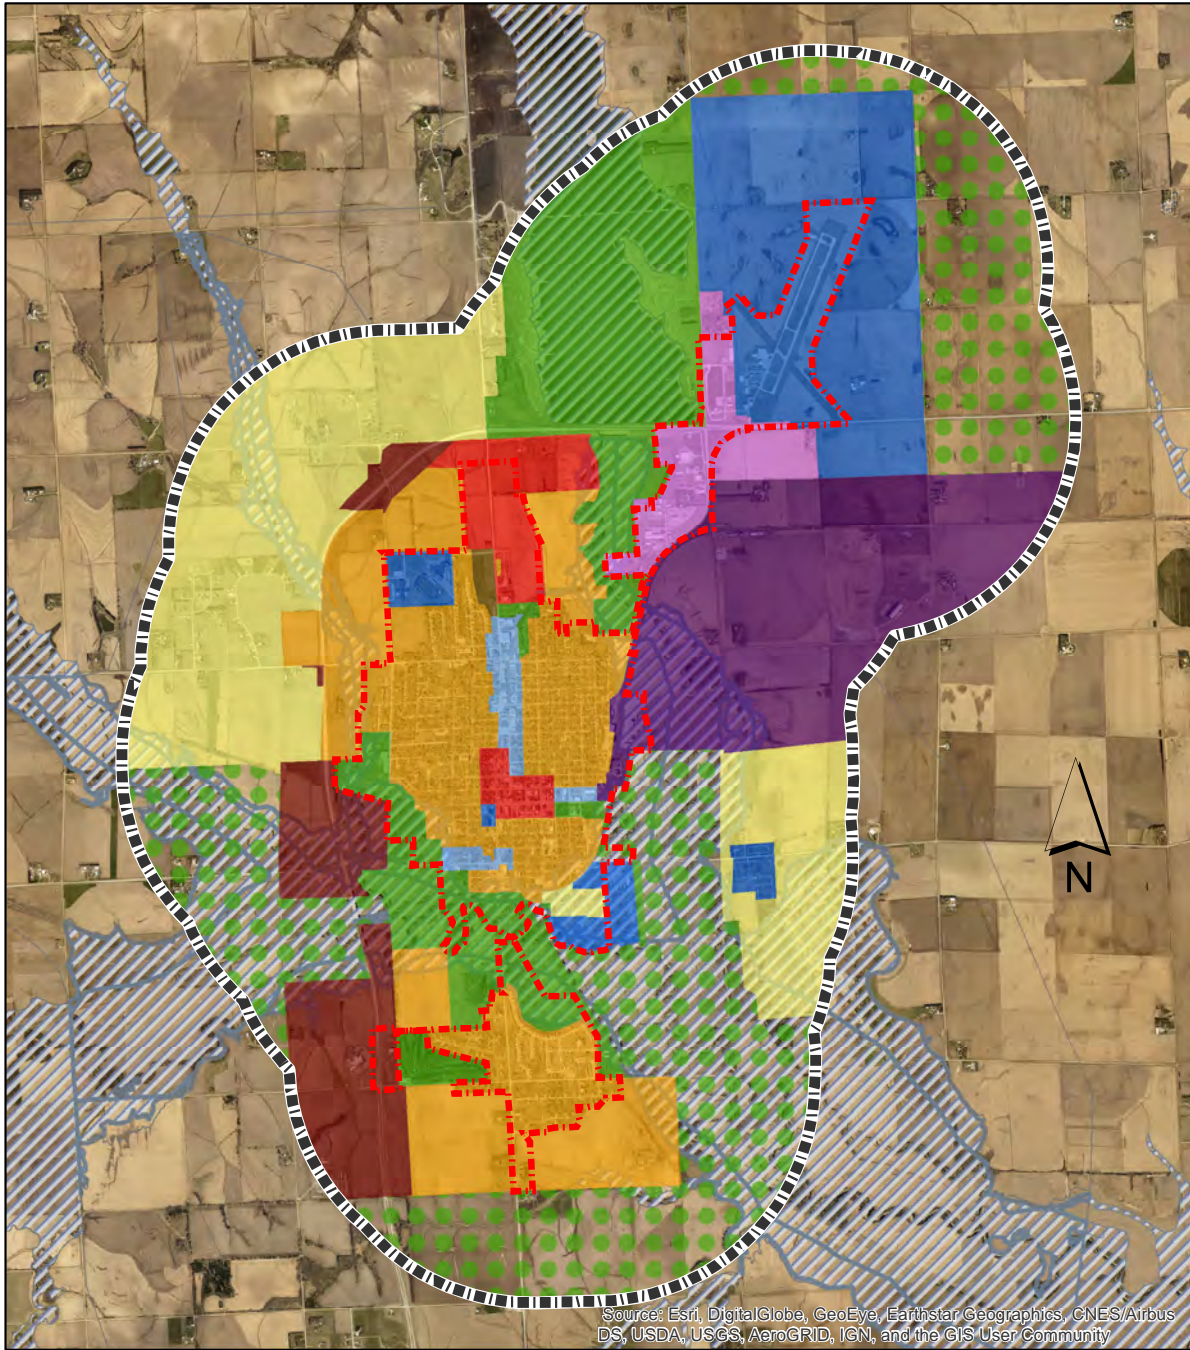 N
Source: Esri, DigitalGlobe, GeoEye, Earthstar Geographics, CNES/Airbus
DS, USDA, USGS, AeroGRID, IGN, and the GIS User Community